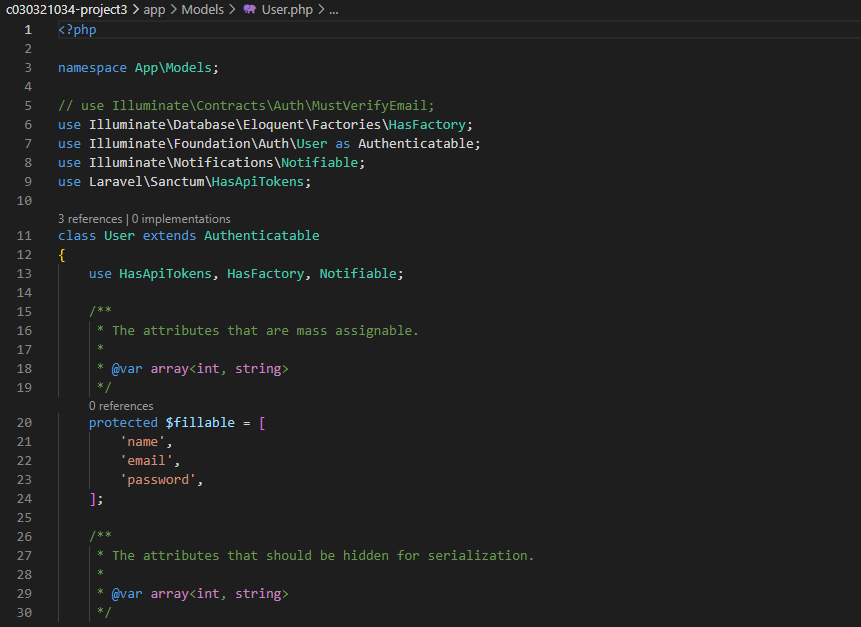 c030321034-project3 > app > Models > User.php > ...
1 <?php
2
3 namespace App\Models;
4
5 // use Illuminate\Contracts\Auth\MustVerifyEmail;
6 use Illuminate\Database\Eloquent\Factories\HasFactory;
7 use Illuminate\Foundation\Auth\User as Authenticatable;
8 use Illuminate\Notifications\Notifiable;
9 use Laravel\Sanctum\HasApiTokens;
10
3 references | 0 implementations
11 class User extends Authenticatable
12 {
13     use HasApiTokens, HasFactory, Notifiable;
14
15     /**
16      * The attributes that are mass assignable.
17      *
18      * @var array<int, string>
19      */
0 references
20     protected $fillable = [
21         'name',
22         'email',
23         'password',
24     ];
25
26     /**
27      * The attributes that should be hidden for serialization.
28      *
29      * @var array<int, string>
30      */